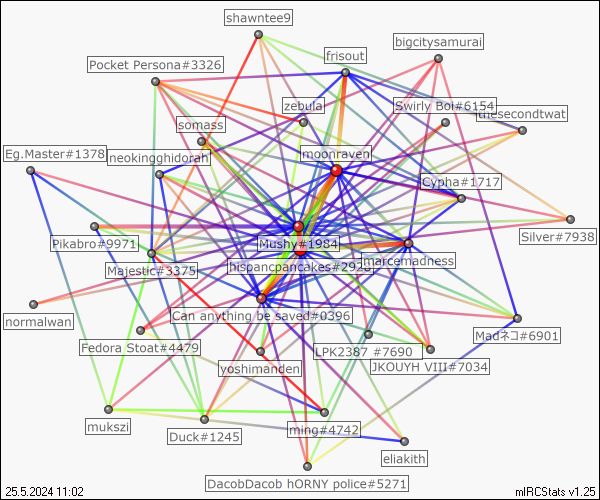 shawntee9
bigcitysamurai
frisout
Pocket Persona#3326
zebula
Swirly Boi#6154
thesecondtwat
somass
Eg.Master#1378
neokingghidorah
moonraven
Cypha#1717
Silver#7938
Pikabro#9971
Mushy#1984
Majestic#3375
hispancpancakes#2923
marcemadness
normalwan
Can anything be saved#0396
Madネコ#6901
Fedora Stoat#4479
LPK2387 #7690
JKOUYH VIII#7034
yoshimanden
mukszi
Duck#1245
ming#4742
eliakith
DacobDacob hORNY police#5271
25.5.2024 11:02
mIRCStats v1.25